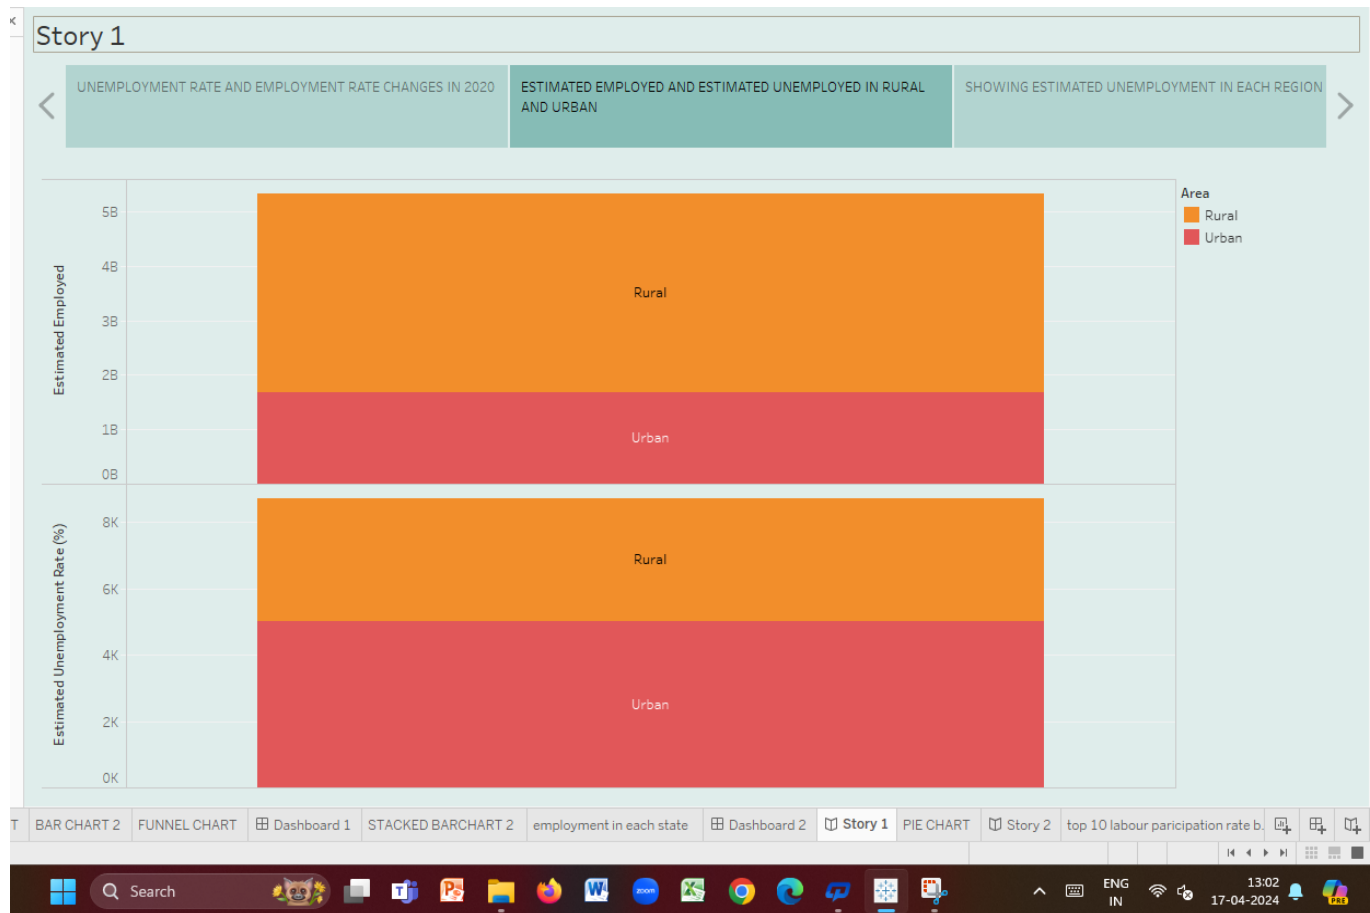 Story 1
UNEMPLOYMENT RATE AND EMPLOYMENT RATE CHANGES IN 2020
ESTIMATED EMPLOYED AND ESTIMATED UNEMPLOYED IN RURAL
AND URBAN
SHOWING ESTIMATED UNEMPLOYMENT IN EACH REGION
Area
Rural
Urban
Estimated Employed
5B
4B
3B
2B
1B
0B
Rural
Urban
Estimated Unemployment Rate (%)
8K
6K
4K
2K
0K
Rural
Urban
T BAR CHART 2 FUNNEL CHART Dashboard 1 STACKED BARCHART 2 employment in each state Dashboard 2 Story 1 PIE CHART Story 2 top 10 labour paricipation rate b.
Search
zoom
ENG
IN
13:02
17-04-2024
PRE